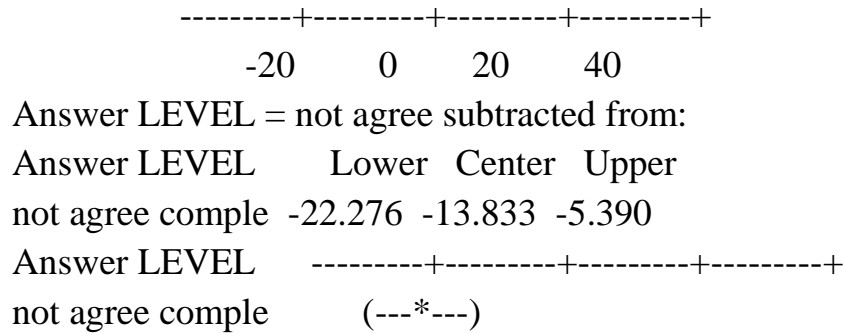 ---------+---------+---------+---------+
-20 0 20 40
Answer LEVEL = not agree subtracted from:
Answer LEVEL Lower Center Upper
not agree comple -22.276 -13.833 -5.390
Answer LEVEL ---------+---------+---------+---------+
not agree comple (---*---)